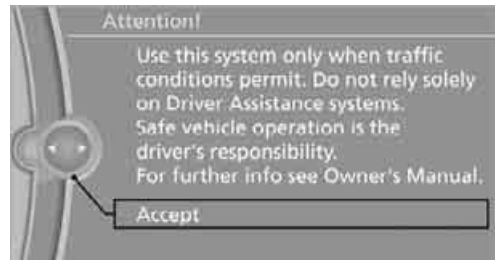 Attention!
Use this system only when traffic
conditions permit. Do not rely solely
on Driver Assistance systems.
Safe vehicle operation is the
driver's responsibility.
For further info see Owner's Manual.
Accept